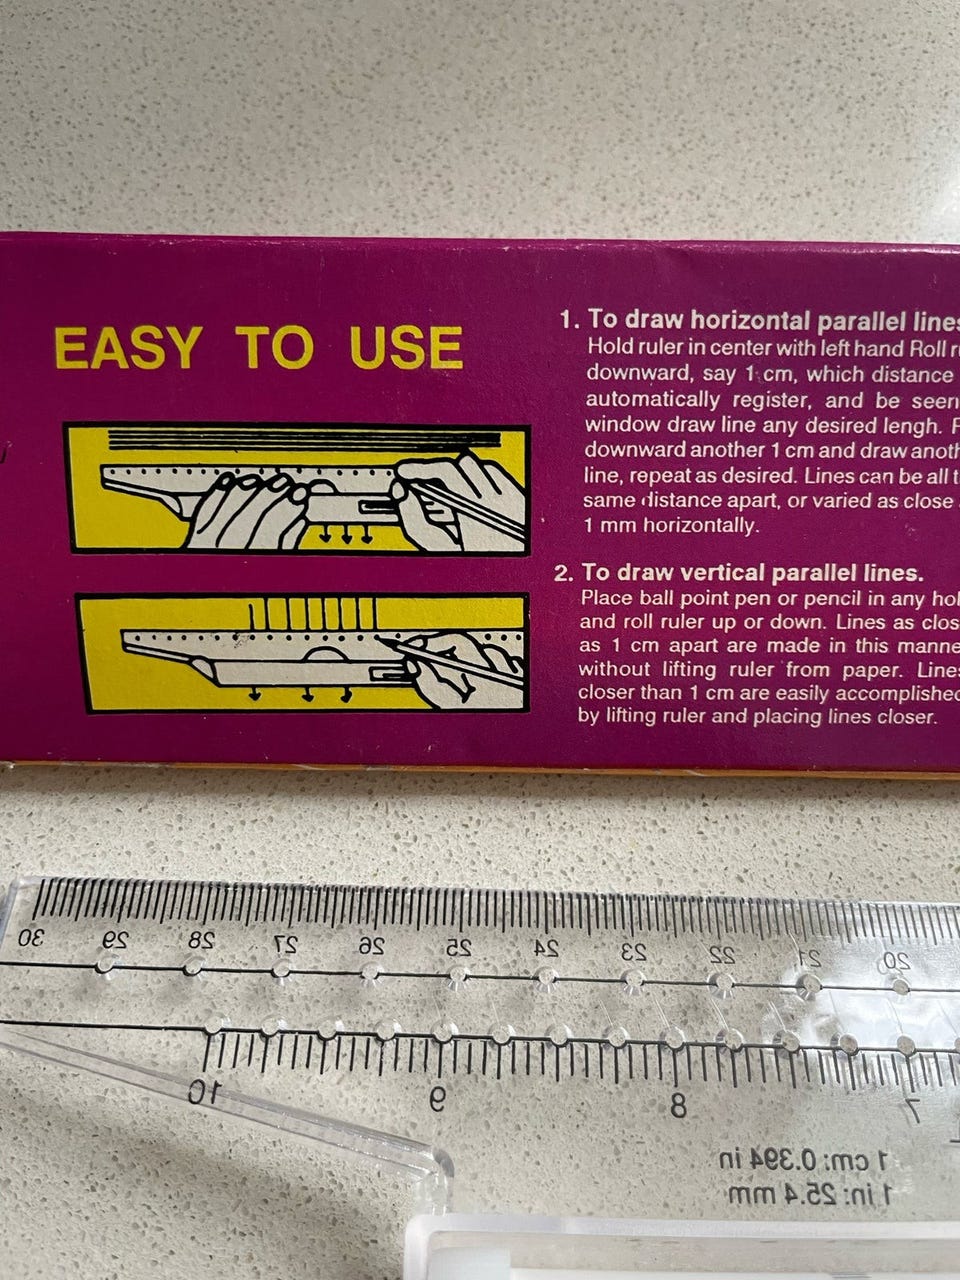 EASY TO USE
1. To draw horizontal parallel lines
Hold ruler in center with left hand Roll
downward, say 1 cm, which distance
automatically register, and be seen
window draw line any desired lengh.
downward another 1 cm and draw
line, repeat as desired. Lines can be all
same distance apart, or varied as close
1 mm horizontally.
2. To draw vertical parallel lines.
Place ball point pen or pencil in any
and roll ruler up or down. Lines as
as 1 cm apart are made in this
without lifting ruler from paper.
closer than 1 cm are easily accomplished
by lifting ruler and placing lines closer.
30 29 28 27 26 25 24 23 22 21 20
10 9 8 7
1 cm: 0.394 in
1 in: 25.4 mm